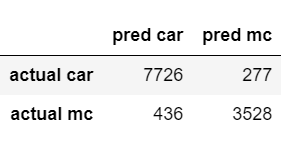 pred car pred mc
actual car 7726 277
actual mc 436 3528